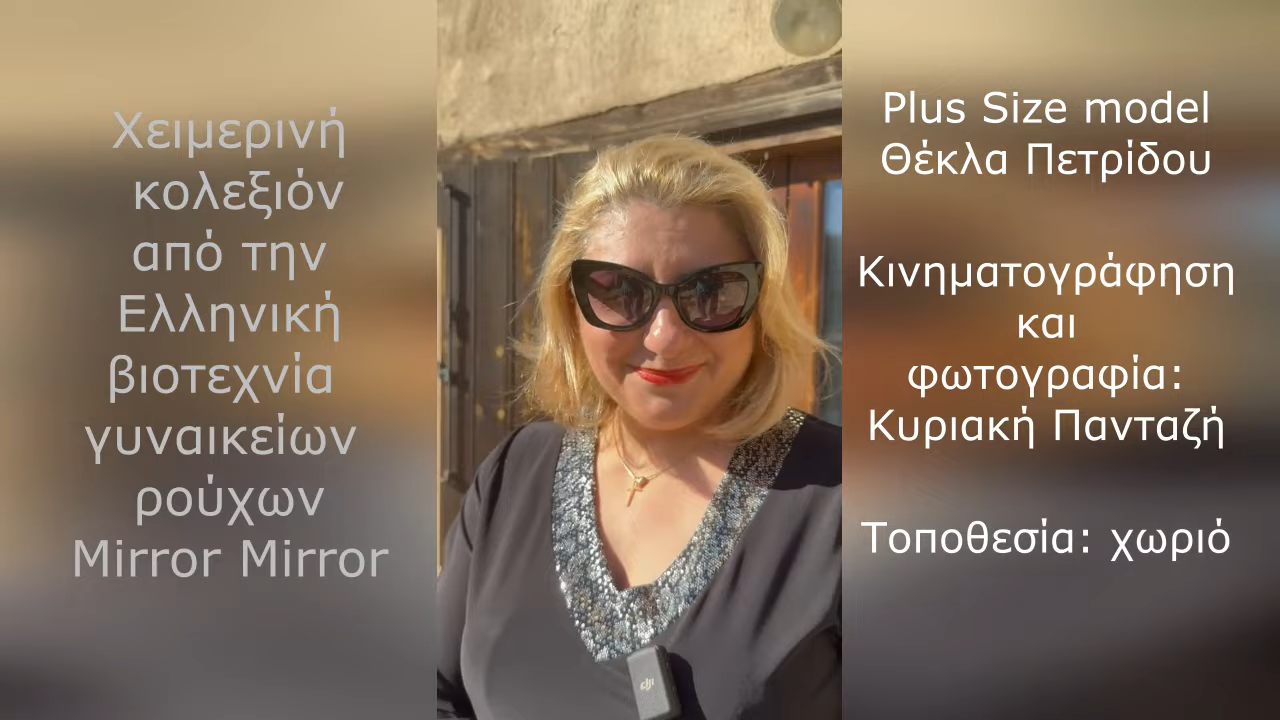 Χειμερινή
κολεξιόν
από την
Ελληνική
βιοτεχνία
γυναικείων
ρούχων
Mirror Mirror
Plus Size model
Θέκλα Πετρίδου
Κινηματογράφηση
και
φωτογραφία:
Κυριακή Πανταζή
Τοποθεσία: χωριό
dji